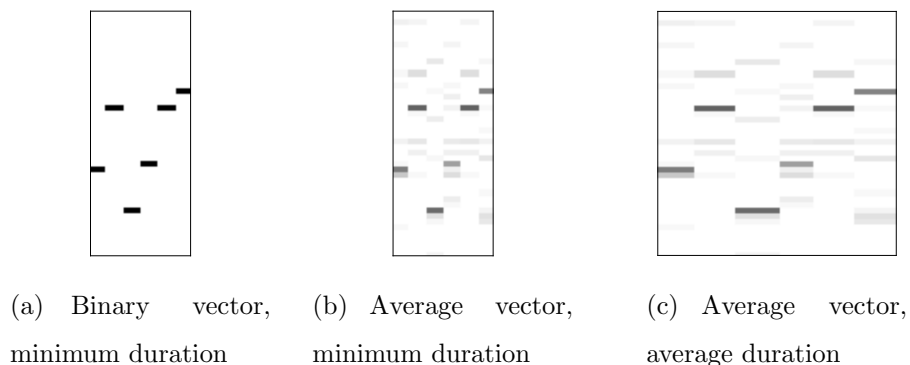 (a) Binary vector,
minimum duration
(b) Average vector,
minimum duration
(c) Average vector,
average duration